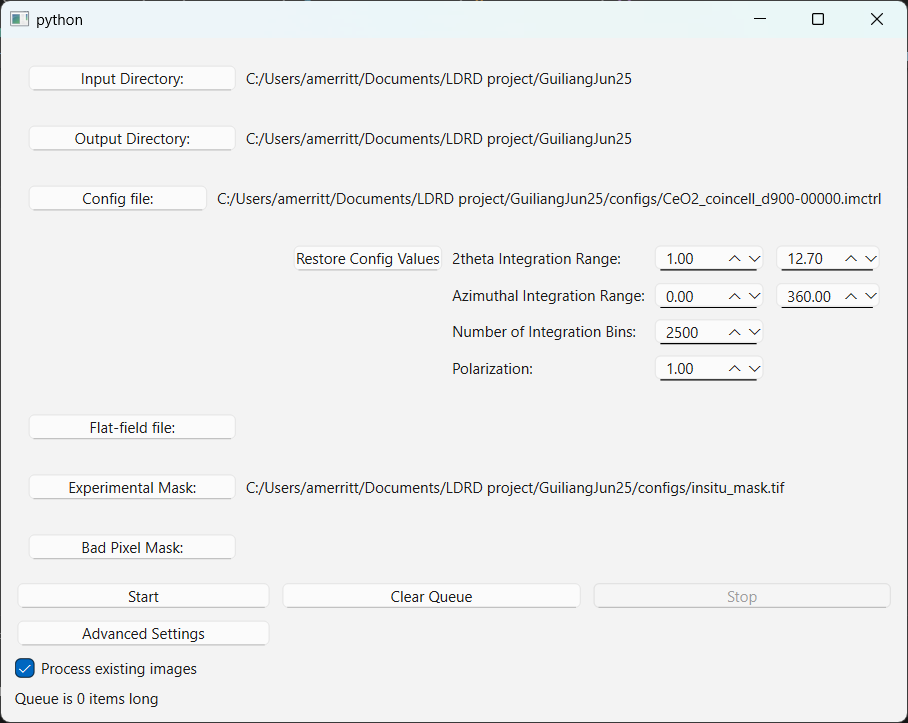 python
Input Directory: C:/Users/amerritt/Documents/LDRD project/GuiliangJun25
Output Directory: C:/Users/amerritt/Documents/LDRD project/GuiliangJun25
Config file: C:/Users/amerritt/Documents/LDRD project/GuiliangJun25/configs/CeO2_coincell_d900-00000.imctrl
Restore Config Values 2theta Integration Range: 1.00 12.70
Azimuthal Integration Range: 0.00 360.00
Number of Integration Bins: 2500
Polarization: 1.00
Flat-field file:
Experimental Mask: C:/Users/amerritt/Documents/LDRD project/GuiliangJun25/configs/insitu_mask.tif
Bad Pixel Mask:
Start Clear Queue Stop
Advanced Settings
Process existing images
Queue is 0 items long